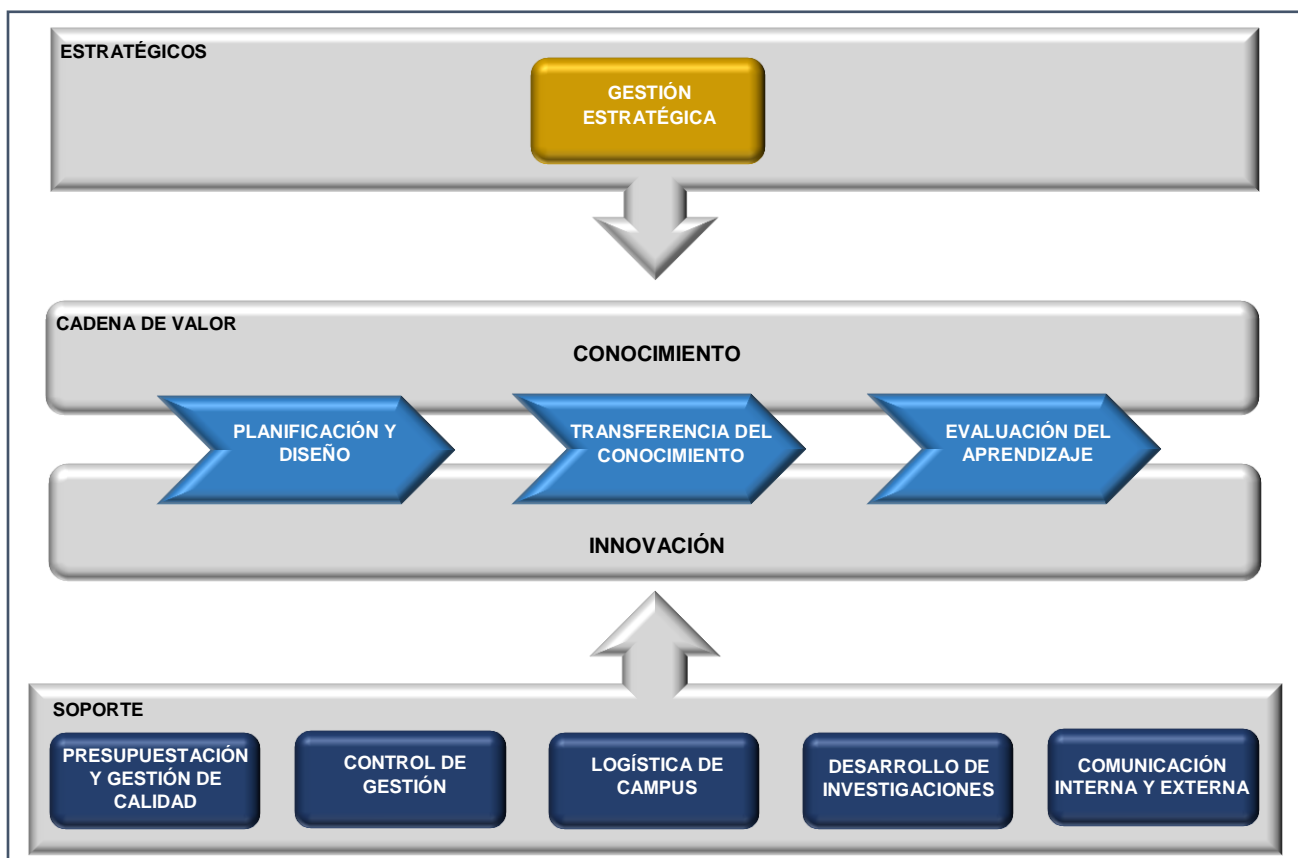 ESTRATÉGICOS
GESTIÓN
ESTRATÉGICA
CADENA DE VALOR
CONOCIMIENTO
PLANIFICACIÓN Y
DISEÑO
TRANSFERENCIA DEL
CONOCIMIENTO
EVALUACIÓN DEL
APRENDIZAJE
INNOVACIÓN
SOPORTE
PRESUPUESTACIÓN
Y GESTIÓN DE
CALIDAD
CONTROL DE
GESTIÓN
LOGÍSTICA DE
CAMPUS
DESARROLLO DE
INVESTIGACIONES
COMUNICACIÓN
INTERNA Y EXTERNA